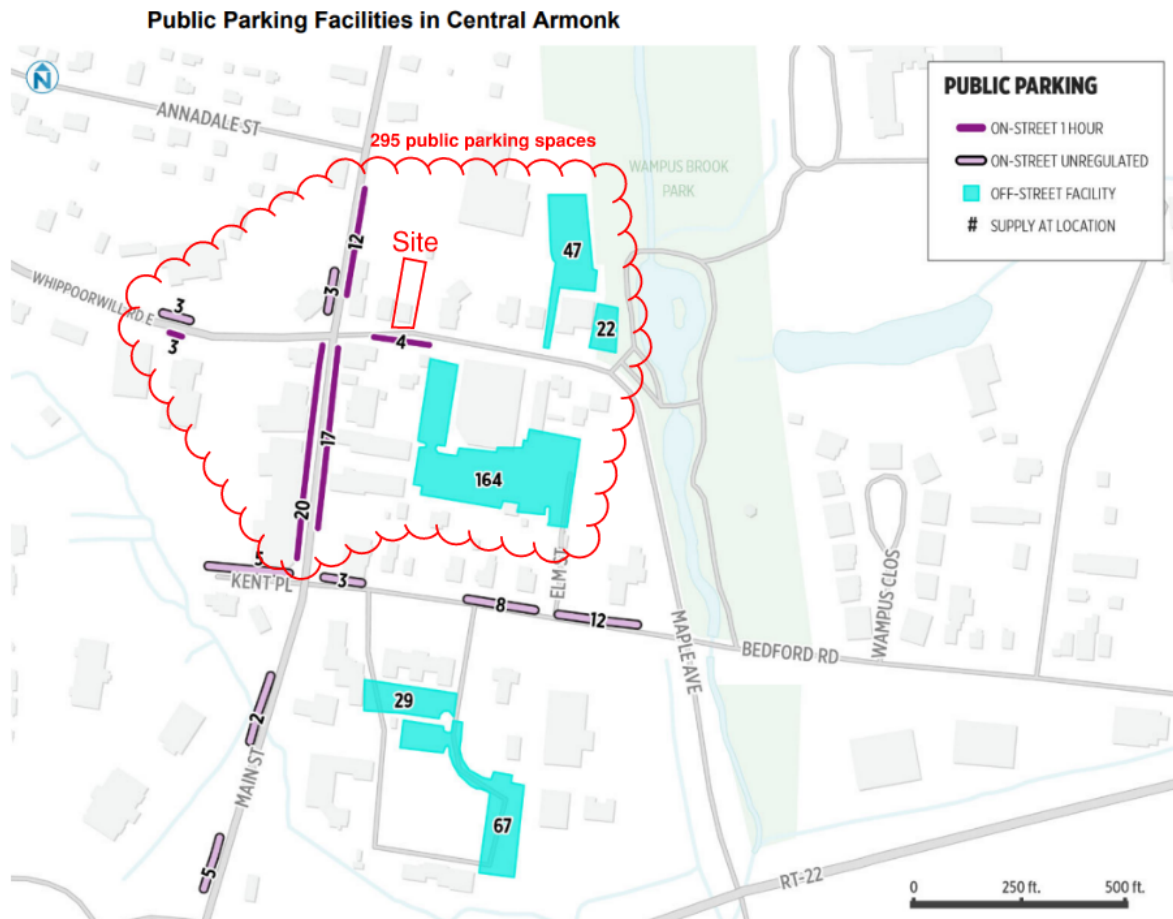 Public Parking Facilities in Central Armonk
N
ANNADALE ST
295 public parking spaces
WAMPUS BROOK
PARK
PUBLIC PARKING
ON-STREET 1 HOUR
ON-STREET UNREGULATED
OFF-STREET FACILITY
# SUPPLY AT LOCATION
12
Site
47
3
WHIPPOORWILL RD E
3
3
4
22
17
164
20
5
KENT PL
3
8
12
ELM ST
MAPLE AVE
WAMPUS CLOS
BEDFORD RD
29
2
MAIN ST
67
5
RT-22
0 250 ft. 500 ft.